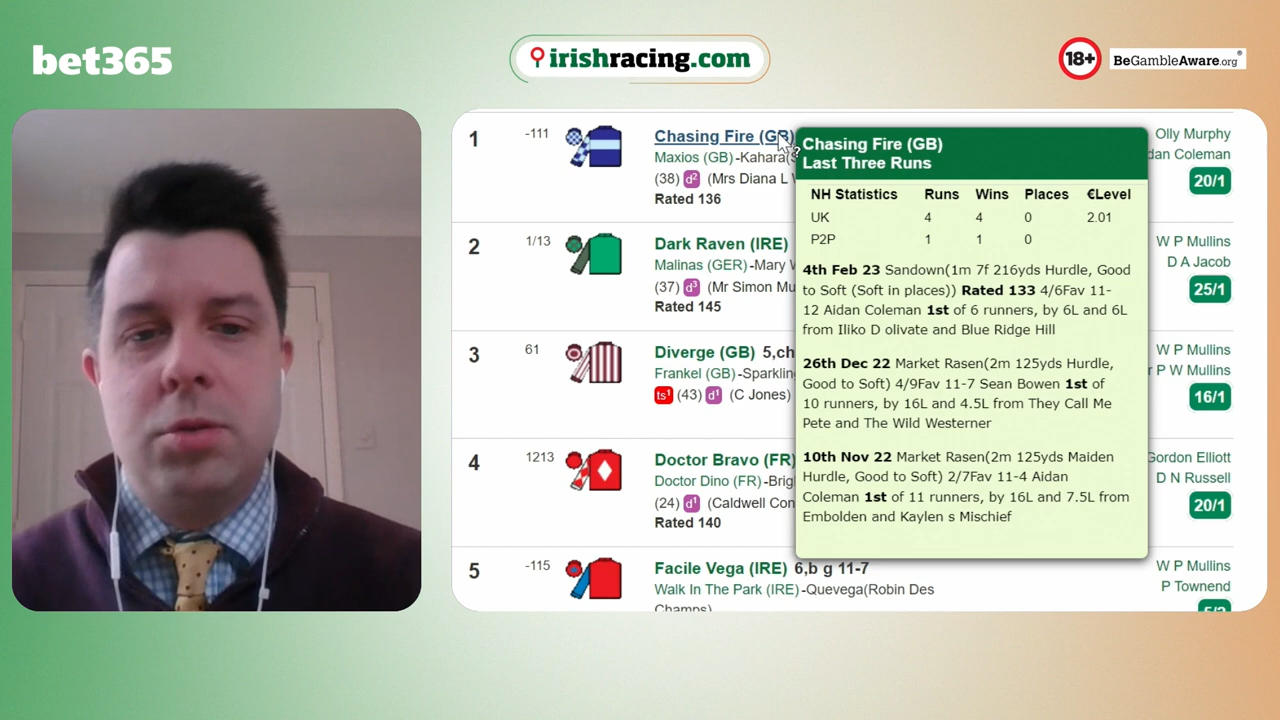 bet365
irishracing.com
18+
BeGambleAware.org®
1
-111
Chasing Fire (GB)
Maxios (GB)-Kahara(S
(38) d² (Mrs Diana L W
Rated 136
Olly Murphy
dan Coleman
20/1
Chasing Fire (GB)
Last Three Runs
NH Statistics Runs Wins Places €Level
UK 4 4 0 2.01
P2P 1 1 0
4th Feb 23 Sandown(1m 7f 216yds Hurdle, Good
to Soft (Soft in places)) Rated 133 4/6Fav 11-
12 Aidan Coleman 1st of 6 runners, by 6L and 6L
from Iliko D olivate and Blue Ridge Hill
26th Dec 22 Market Rasen(2m 125yds Hurdle,
Good to Soft) 4/9Fav 11-7 Sean Bowen 1st of
10 runners, by 16L and 4.5L from They Call Me
Pete and The Wild Westerner
10th Nov 22 Market Rasen(2m 125yds Maiden
Hurdle, Good to Soft) 2/7Fav 11-4 Aidan
Coleman 1st of 11 runners, by 16L and 7.5L from
Embolden and Kaylen s Mischief
2
1/13
Dark Raven (IRE)
Malinas (GER)-Mary W
(37) d³ (Mr Simon Mu
Rated 145
W P Mullins
D A Jacob
25/1
3
61
Diverge (GB) 5,ch
Frankel (GB)-Sparklin
ts¹ (43) d¹ (C Jones)
W P Mullins
r P W Mullins
16/1
4
1213
Doctor Bravo (FR)
Doctor Dino (FR)-Brig
(24) d¹ (Caldwell Con
Rated 140
Gordon Elliott
D N Russell
20/1
5
-115
Facile Vega (IRE) 6,b g 11-7
Walk In The Park (IRE)-Quevega(Robin Des
Champs)
W P Mullins
P Townend
5/2